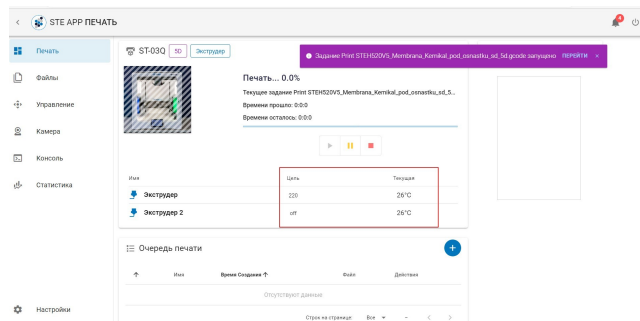 STE APP ПЕЧАТЬ
4
Печать
Файлы
Управление
Камера
Консоль
Статистика
Настройки
ST-03Q 5D Экструдер
Задание Print STEH520V5_Membrana_Kemikal_pod_osnastku_sd_5d.gcode запущено ПЕРЕЙТИ ×
Печать... 0.0%
Текущее задание Print STEH520V5_Membrana_Kemikal_pod_osnastku_sd_5...
Времени прошло: 0:0:0
Времени осталось: 0:0:0
Имя Цель Текущая
Экструдер 220 26°C
Экструдер 2 off 26°C
Очередь печати
Имя Время Создания Файл Действия
Отсутствуют данные
Строк на странице: Все –